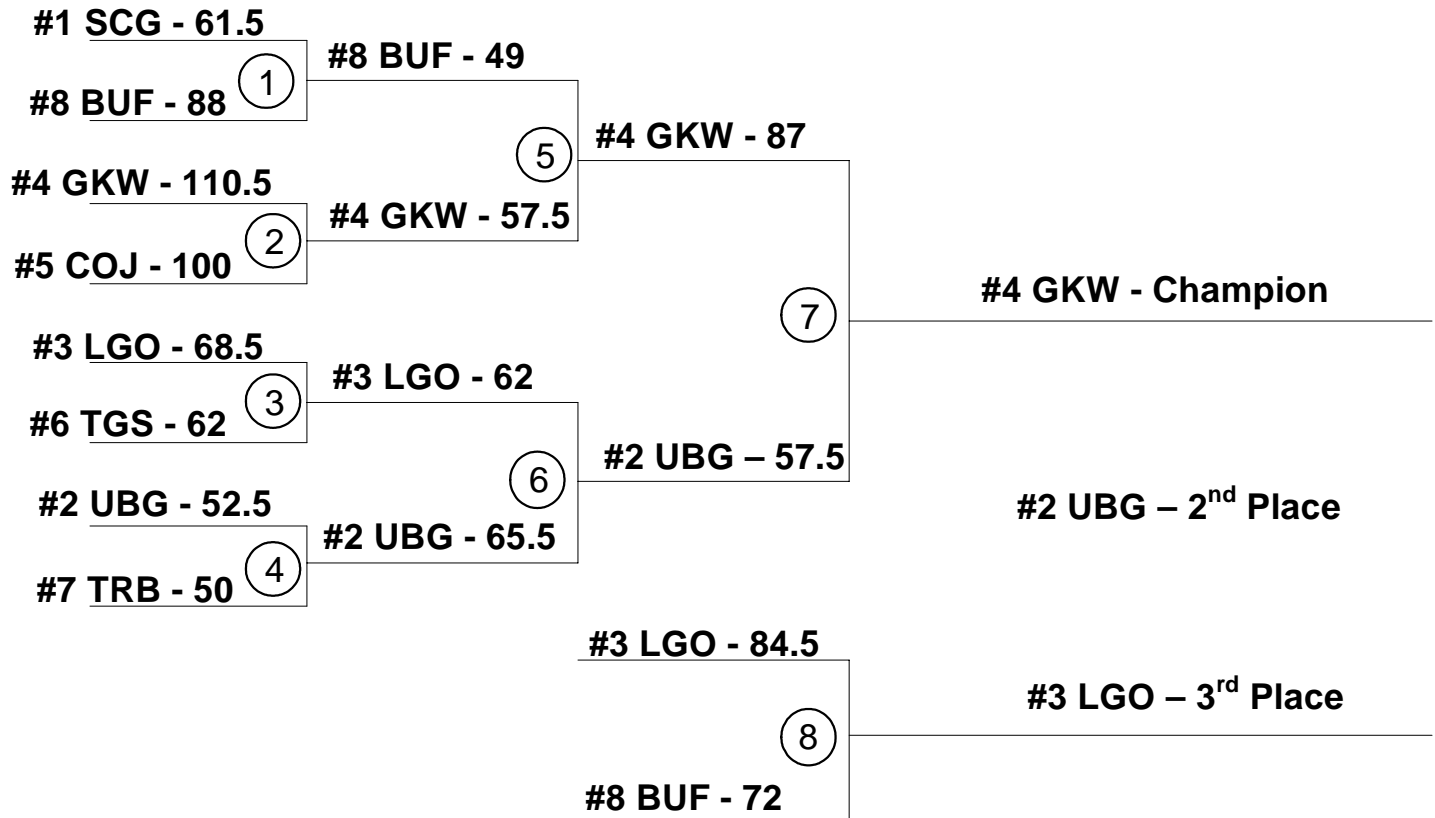 #1 SCG - 61.5
#8 BUF - 49
1
#8 BUF - 88
#4 GKW - 87
5
#4 GKW - 110.5
#4 GKW - 57.5
2
#5 COJ - 100
#4 GKW - Champion
7
#3 LGO - 68.5
#3 LGO - 62
3
#6 TGS - 62
#2 UBG – 57.5
6
#2 UBG - 52.5
#2 UBG – 2nd Place
#2 UBG - 65.5
4
#7 TRB - 50
#3 LGO - 84.5
#3 LGO – 3rd Place
8
#8 BUF - 72